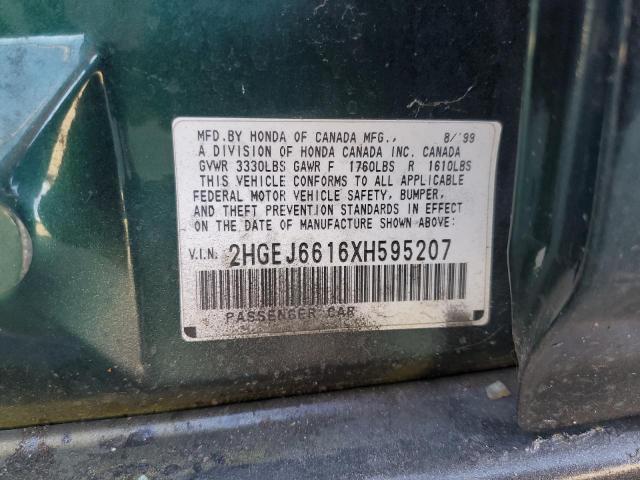 MFD.BY HONDA OF CANADA MFG., 8/'99
A DIVISION OF HONDA CANADA INC. CANADA
GVWR 3330LBS GAWR F 1760LBS R 1610LBS
THIS VEHICLE CONFORMS TO ALL APPLICABLE
FEDERAL MOTOR VEHICLE SAFETY, BUMPER,
AND THEFT PREVENTION STANDARDS IN EFFECT
ON THE DATE OF MANUFACTURE SHOWN ABOVE:
V.I.N. 2HGEJ6616XH595207
PASSENGER CAR